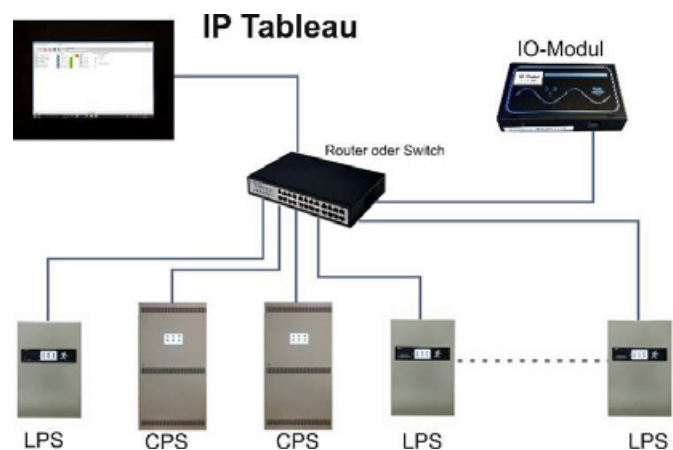 IP Tableau
IO-Modul
Router oder Switch
LPS
CPS
CPS
LPS
LPS